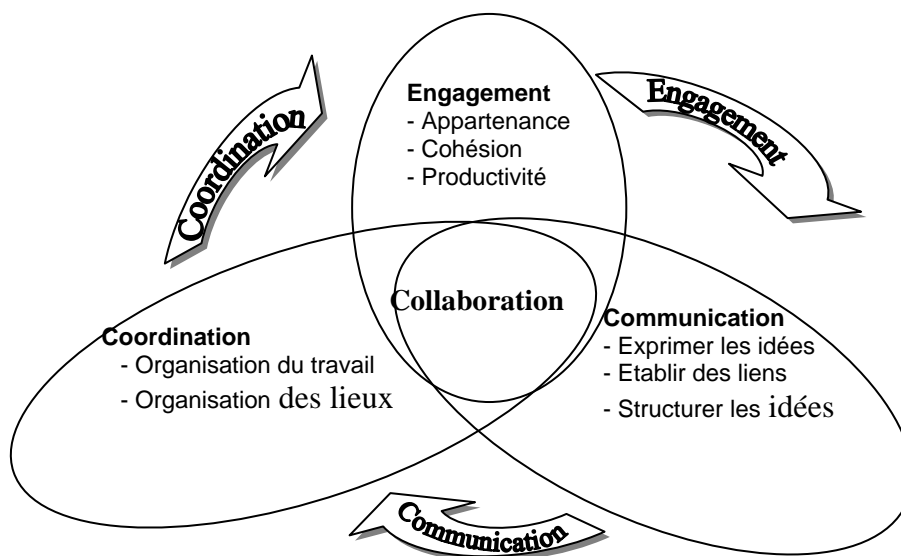 Coordination
Engagement
Engagement
- Appartenance
- Cohésion
- Productivité
Collaboration
Coordination
- Organisation du travail
- Organisation des lieux
Communication
- Exprimer les idées
- Etablir des liens
- Structurer les idées
Communication